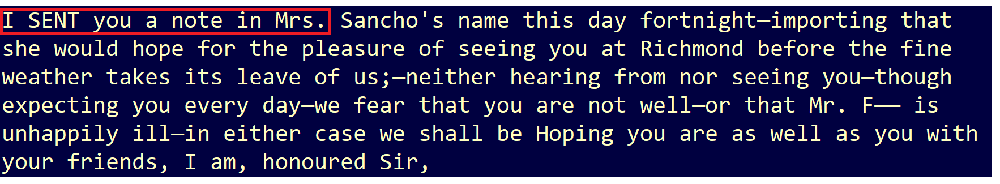 I SENT you a note in Mrs. Sancho's name this day fortnight—importing that
she would hope for the pleasure of seeing you at Richmond before the fine
weather takes its leave of us;—neither hearing from nor seeing you—though
expecting you every day—we fear that you are not well—or that Mr. F—— is
unhappily ill—in either case we shall be Hoping you are as well as you with
your friends, I am, honoured Sir,